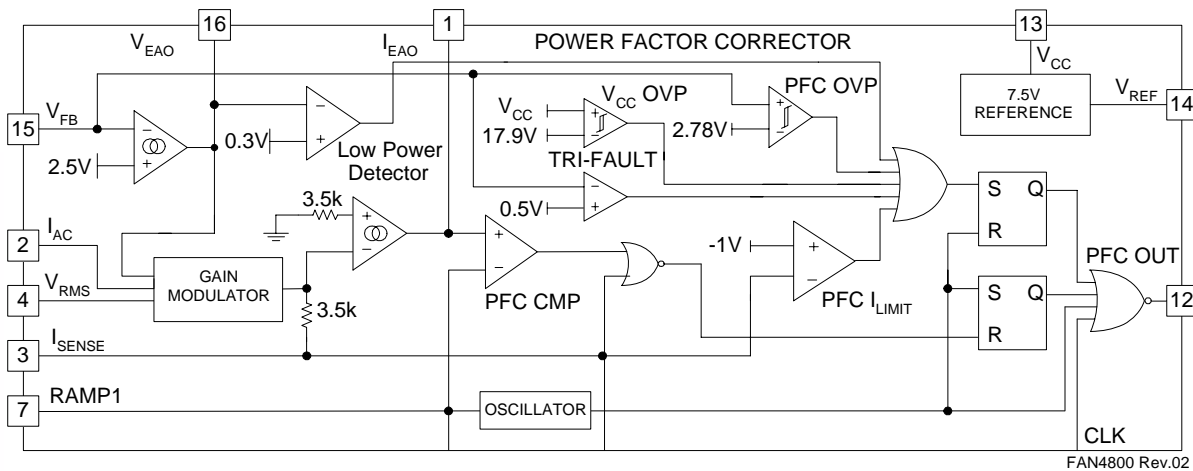 16
1
13
V_EAO
I_EAO
POWER FACTOR CORRECTOR
V_CC
15
V_FB
2.5V
0.3V
Low Power
Detector
V_CC
17.9V
V_CC OVP
PFC OVP
2.78V
7.5V
REFERENCE
V_REF
14
TRI-FAULT
0.5V
3.5k
2
I_AC
GAIN
MODULATOR
4
V_RMS
3.5k
PFC CMP
-1V
PFC I_LIMIT
S
Q
R
PFC OUT
S
Q
R
12
3
I_SENSE
7
RAMP1
OSCILLATOR
CLK
FAN4800 Rev.02